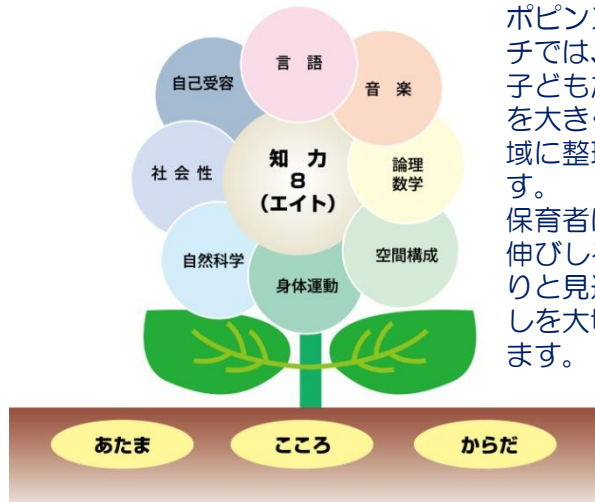 言 語
音 楽
自己受容
知 力
8
(エイト)
論理
数学
社 会 性
空間構成
自然科学
身体運動
あたま
こころ
からだ
ポピン
チでは、
子どもた
を大き
域に整理
す。
保育者
伸びし
りと見
しを大切
ます。